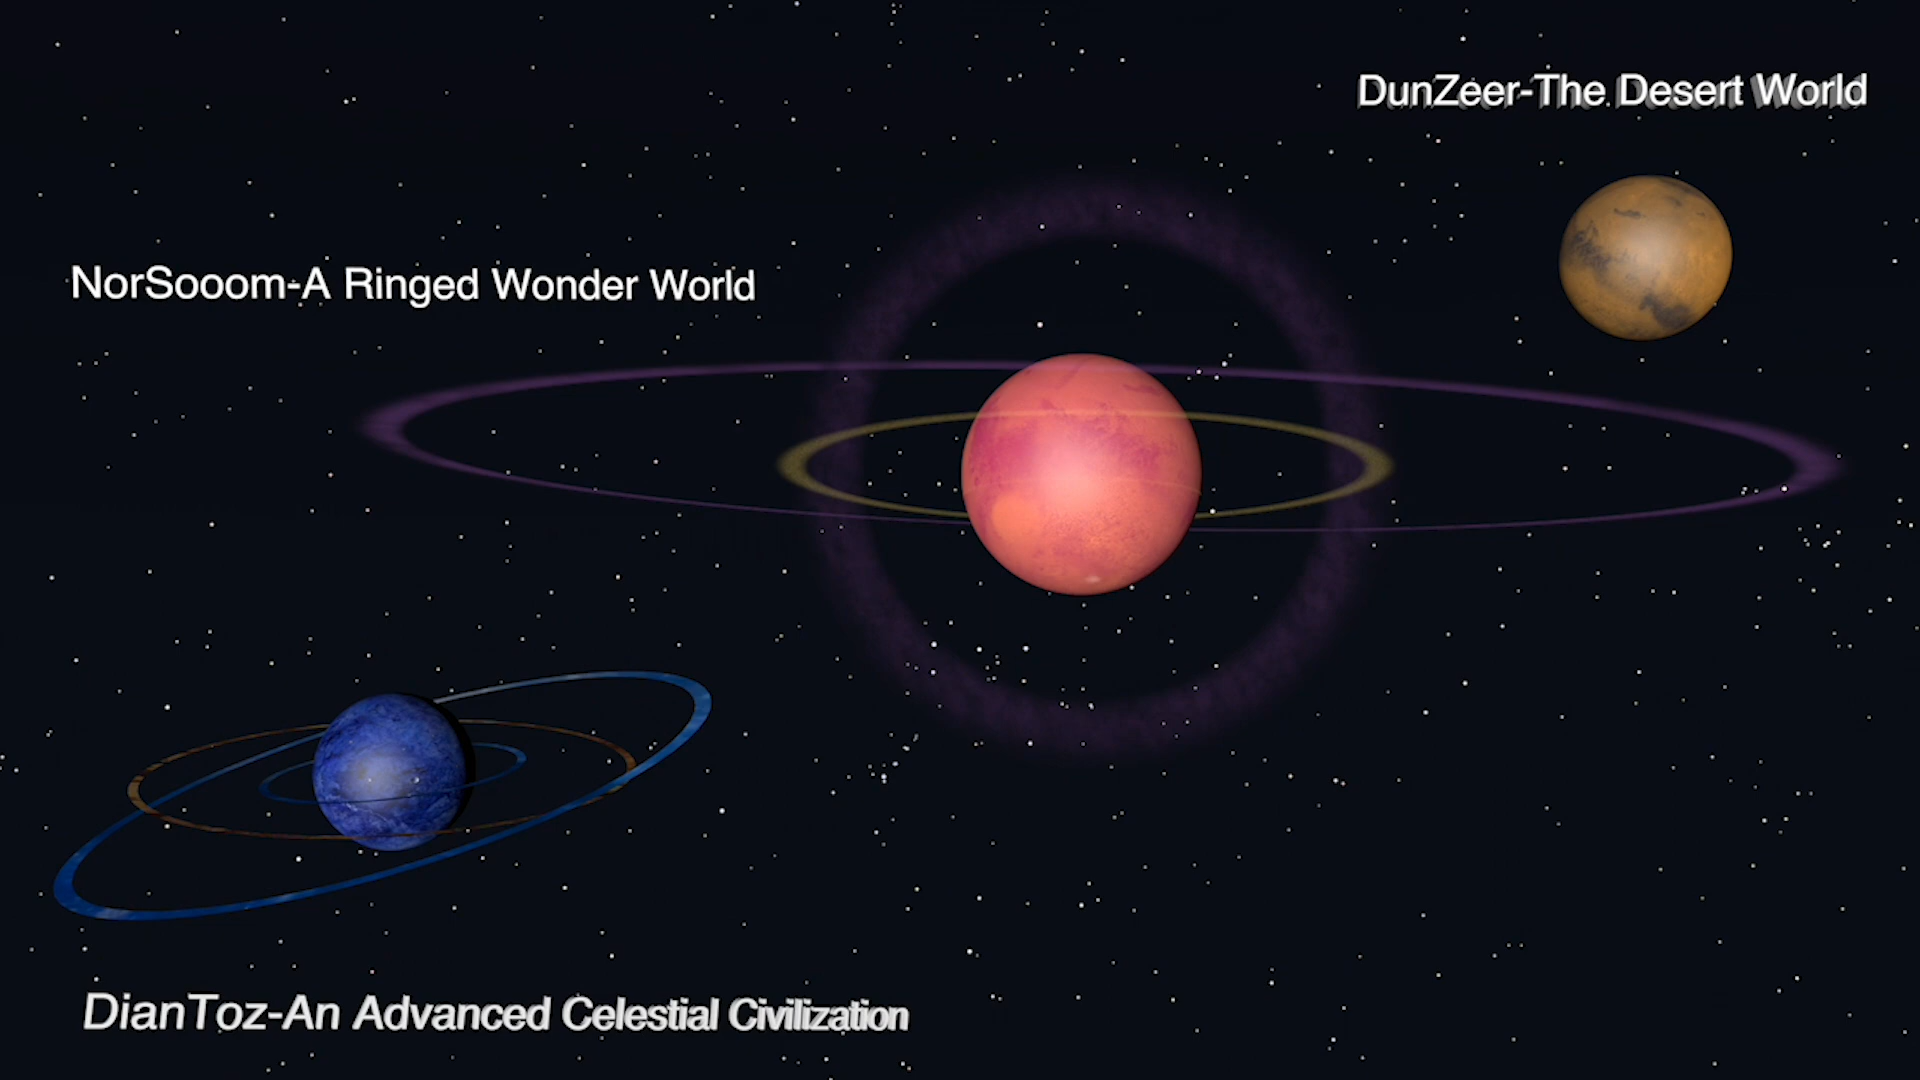 DunZeer-The Desert World
NorSooom-A Ringed Wonder World
DianToz-An Advanced Celestial Civilization